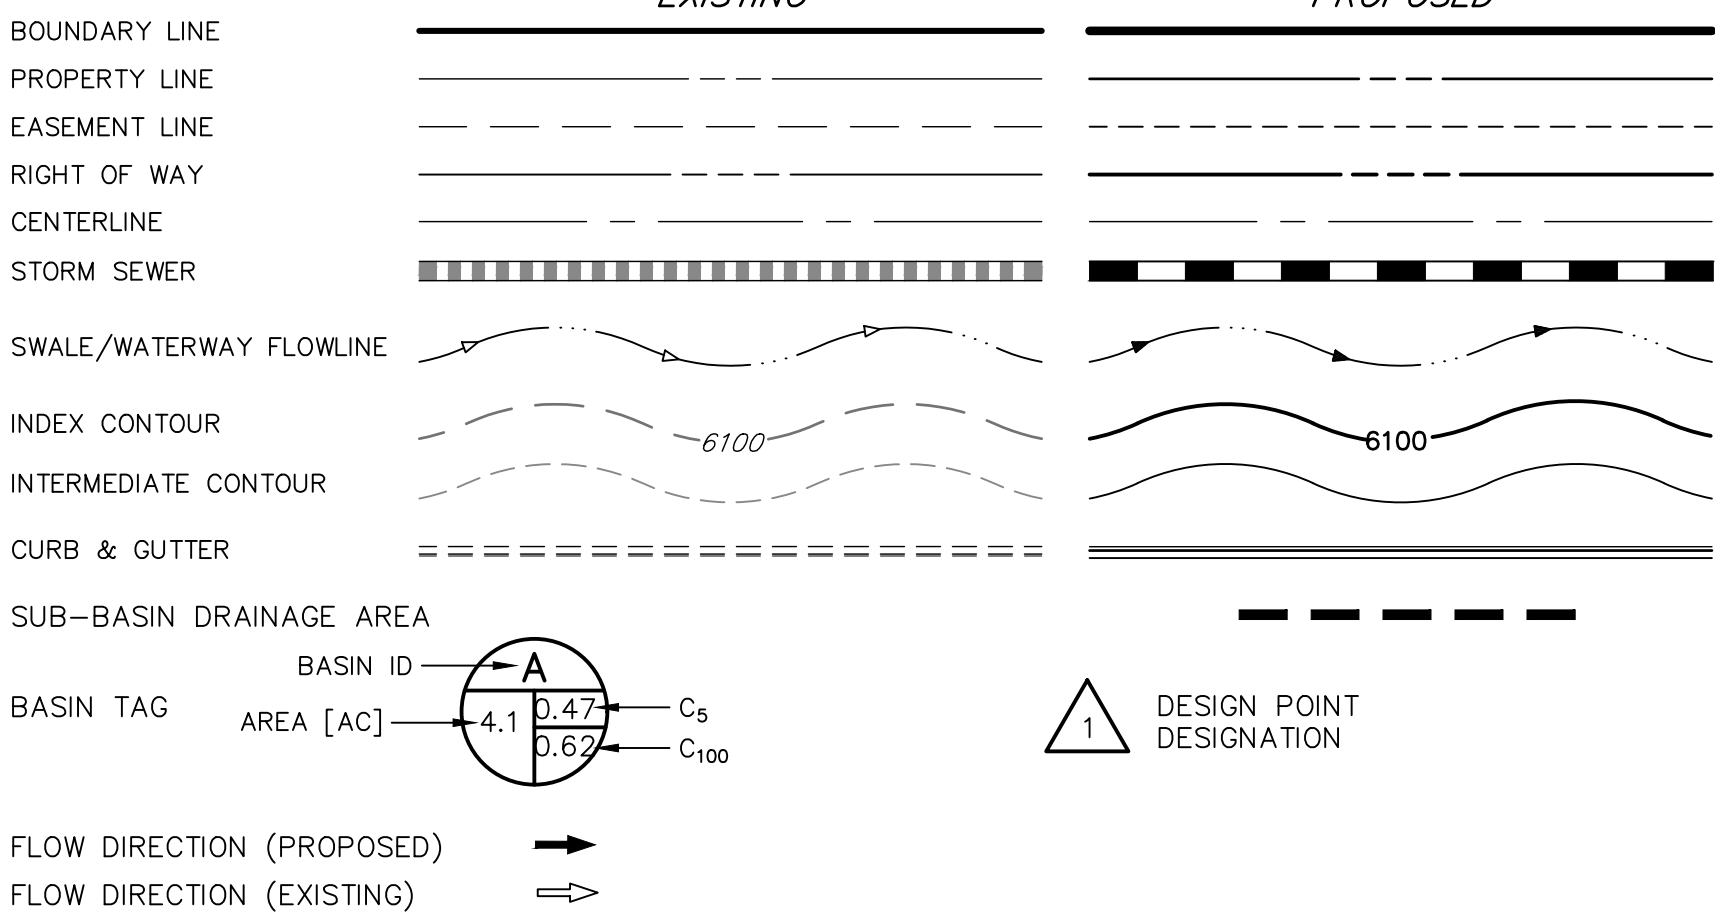 EXISTING PROPOSED
BOUNDARY LINE
PROPERTY LINE
EASEMENT LINE
RIGHT OF WAY
CENTERLINE
STORM SEWER
SWALE/WATERWAY FLOWLINE
INDEX CONTOUR 6100 6100
INTERMEDIATE CONTOUR
CURB & GUTTER
SUB-BASIN DRAINAGE AREA
BASIN ID A
BASIN TAG AREA [AC] 4.1 0.47 C5
0.62 C100
1 DESIGN POINT
DESIGNATION
FLOW DIRECTION (PROPOSED)
FLOW DIRECTION (EXISTING)